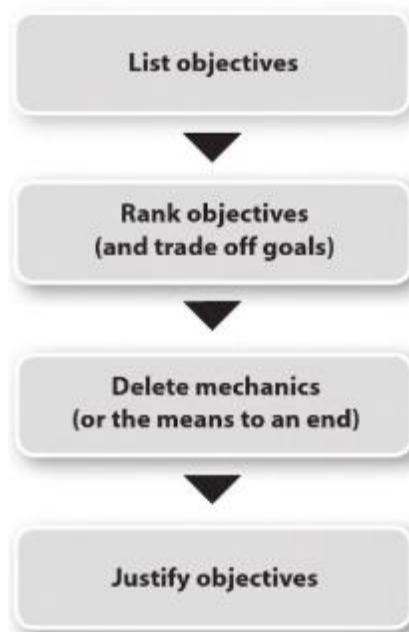 List objectives
Rank objectives
(and trade off goals)
Delete mechanics
(or the means to an end)
Justify objectives